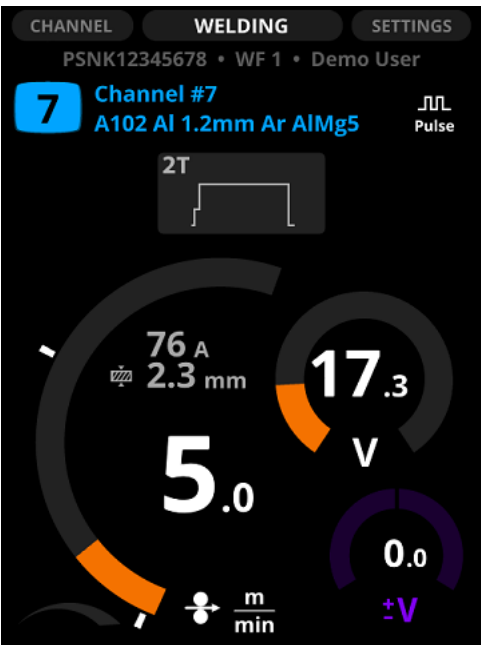 CHANNEL WELDING SETTINGS
PSNK12345678 • WF 1 • Demo User
7
Channel #7
A102 Al 1.2mm Ar AlMg5
Pulse
2T
76 A
2.3 mm
17.3
V
5.0
0.0
±V
m
min